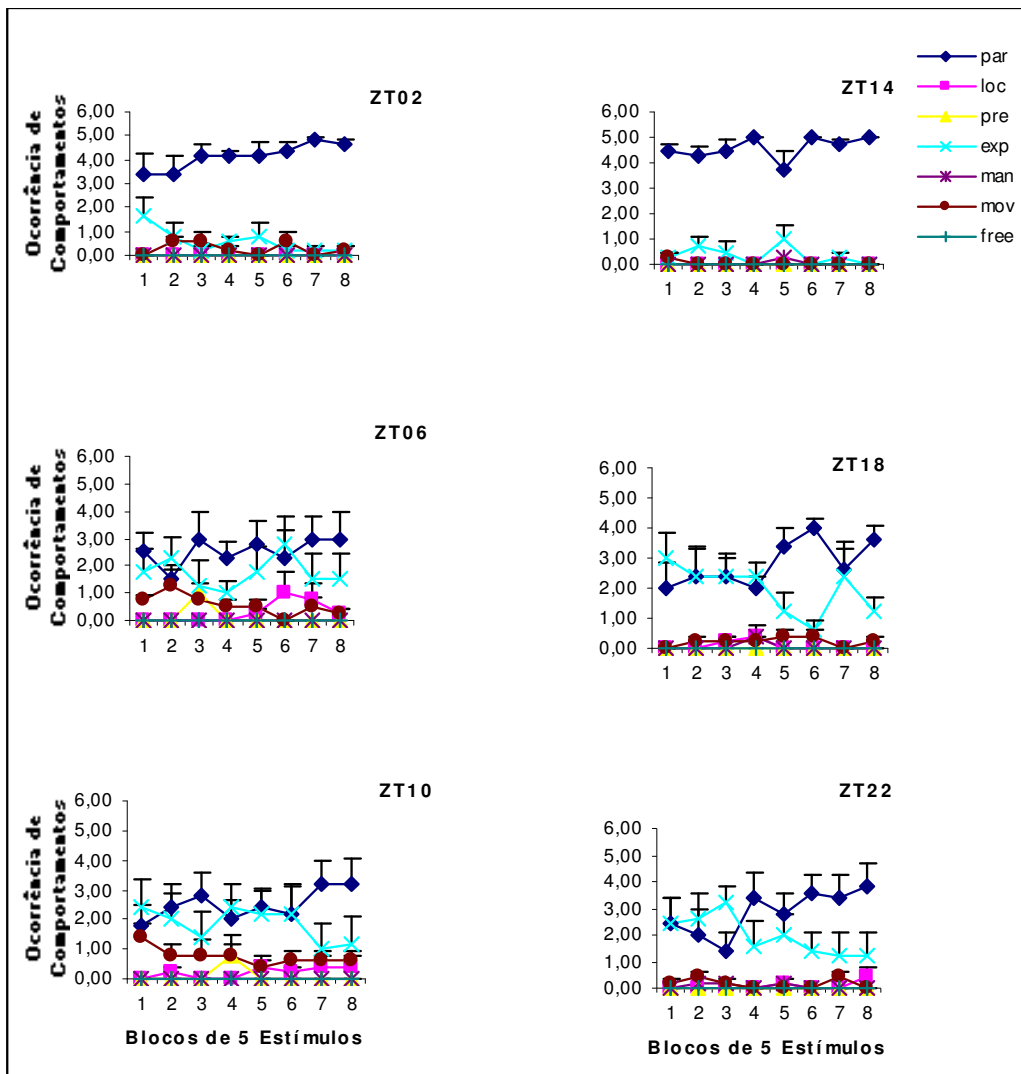 par
loc
pre
exp
man
mov
free
ZT02
Ocorrência de
Comportamentos
6,00
5,00
4,00
3,00
2,00
1,00
0,00
1 2 3 4 5 6 7 8
ZT14
6,00
5,00
4,00
3,00
2,00
1,00
0,00
1 2 3 4 5 6 7 8
ZT06
Ocorrência de
Comportamentos
6,00
5,00
4,00
3,00
2,00
1,00
0,00
1 2 3 4 5 6 7 8
ZT18
6,00
5,00
4,00
3,00
2,00
1,00
0,00
1 2 3 4 5 6 7 8
ZT10
Ocorrência de
Comportamentos
6,00
5,00
4,00
3,00
2,00
1,00
0,00
1 2 3 4 5 6 7 8
Blocos de 5 Estímulos
ZT22
6,00
5,00
4,00
3,00
2,00
1,00
0,00
1 2 3 4 5 6 7 8
Blocos de 5 Estímulos